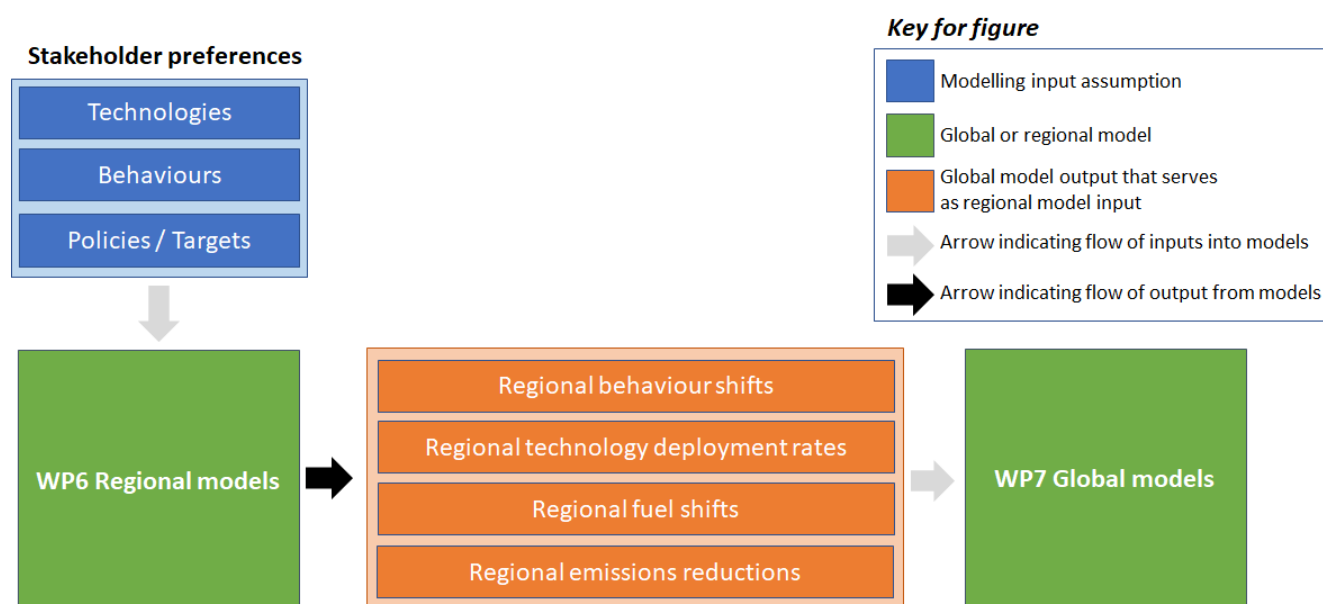 Stakeholder preferences
Technologies
Behaviours
Policies / Targets
Key for figure
Modelling input assumption
Global or regional model
Global model output that serves
as regional model input
Arrow indicating flow of inputs into models
Arrow indicating flow of output from models
WP6 Regional models
Regional behaviour shifts
Regional technology deployment rates
Regional fuel shifts
Regional emissions reductions
WP7 Global models